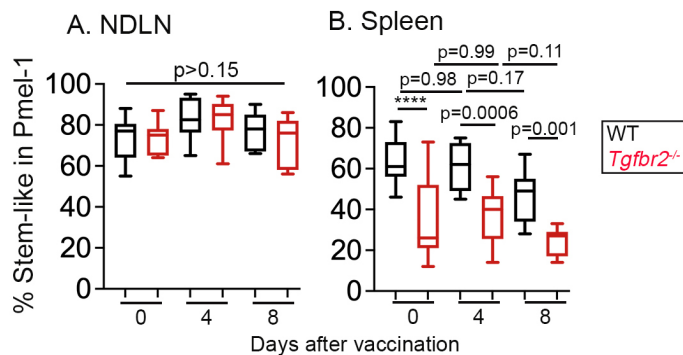 A. NDLN
B. Spleen
% Stem-like in Pmel-1
100
80
60
40
20
0
p>0.15
0
4
8
100
80
60
40
20
0
p=0.99
p=0.11
p=0.98
p=0.17
****
p=0.0006
p=0.001
0
4
8
Days after vaccination
WT
Tgfbr2-/-